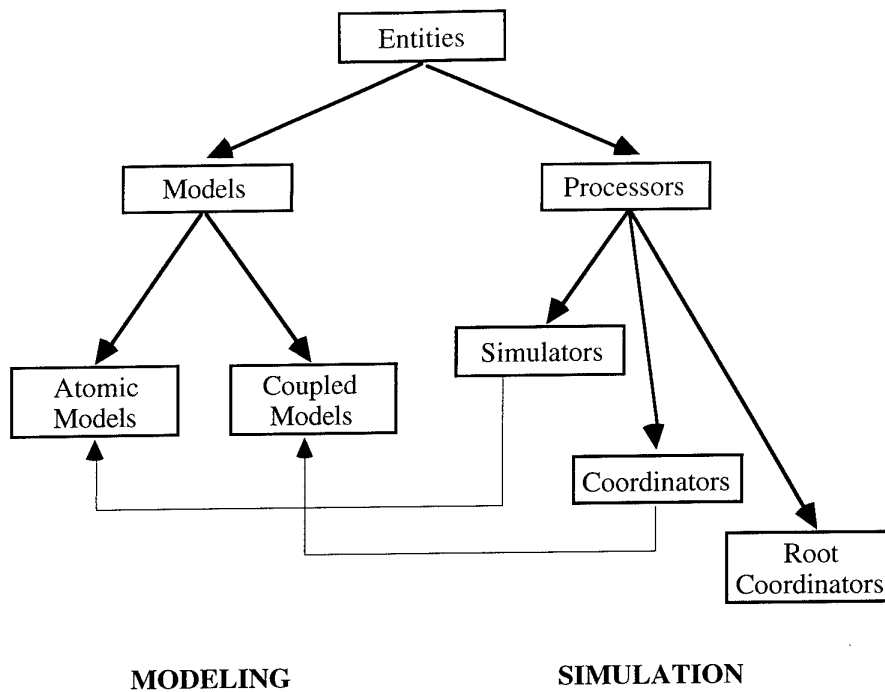 Entities
Models
Processors
Simulators
Atomic
Models
Coupled
Models
Coordinators
Root
Coordinators
MODELING
SIMULATION